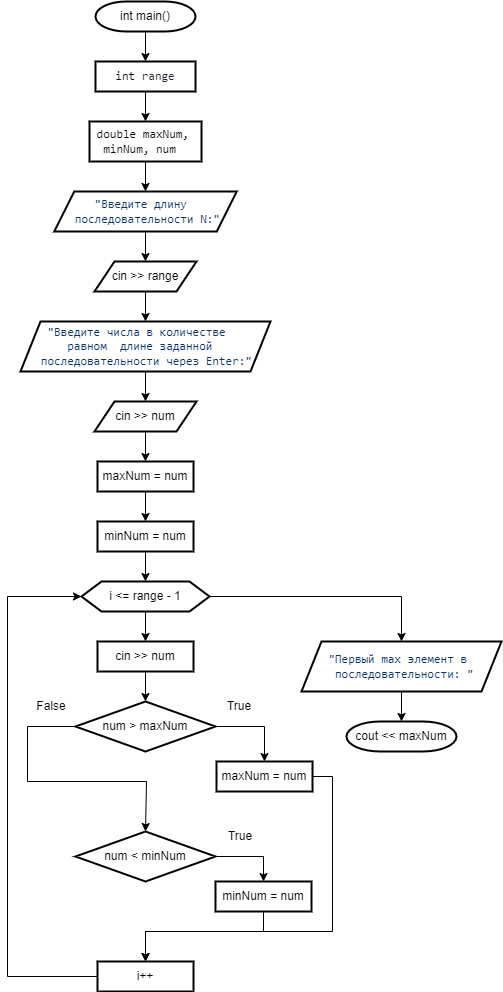 int main()
int range
double maxNum,
minNum, num
"Введите длину
последовательности N:"
cin >> range
"Введите числа в количестве
равном длине заданной
последовательности через Enter:"
cin >> num
maxNum = num
minNum = num
i <= range - 1
cin >> num
"Первый max элемент в
последовательности: "
False
True
num > maxNum
cout << maxNum
maxNum = num
True
num < minNum
minNum = num
i++